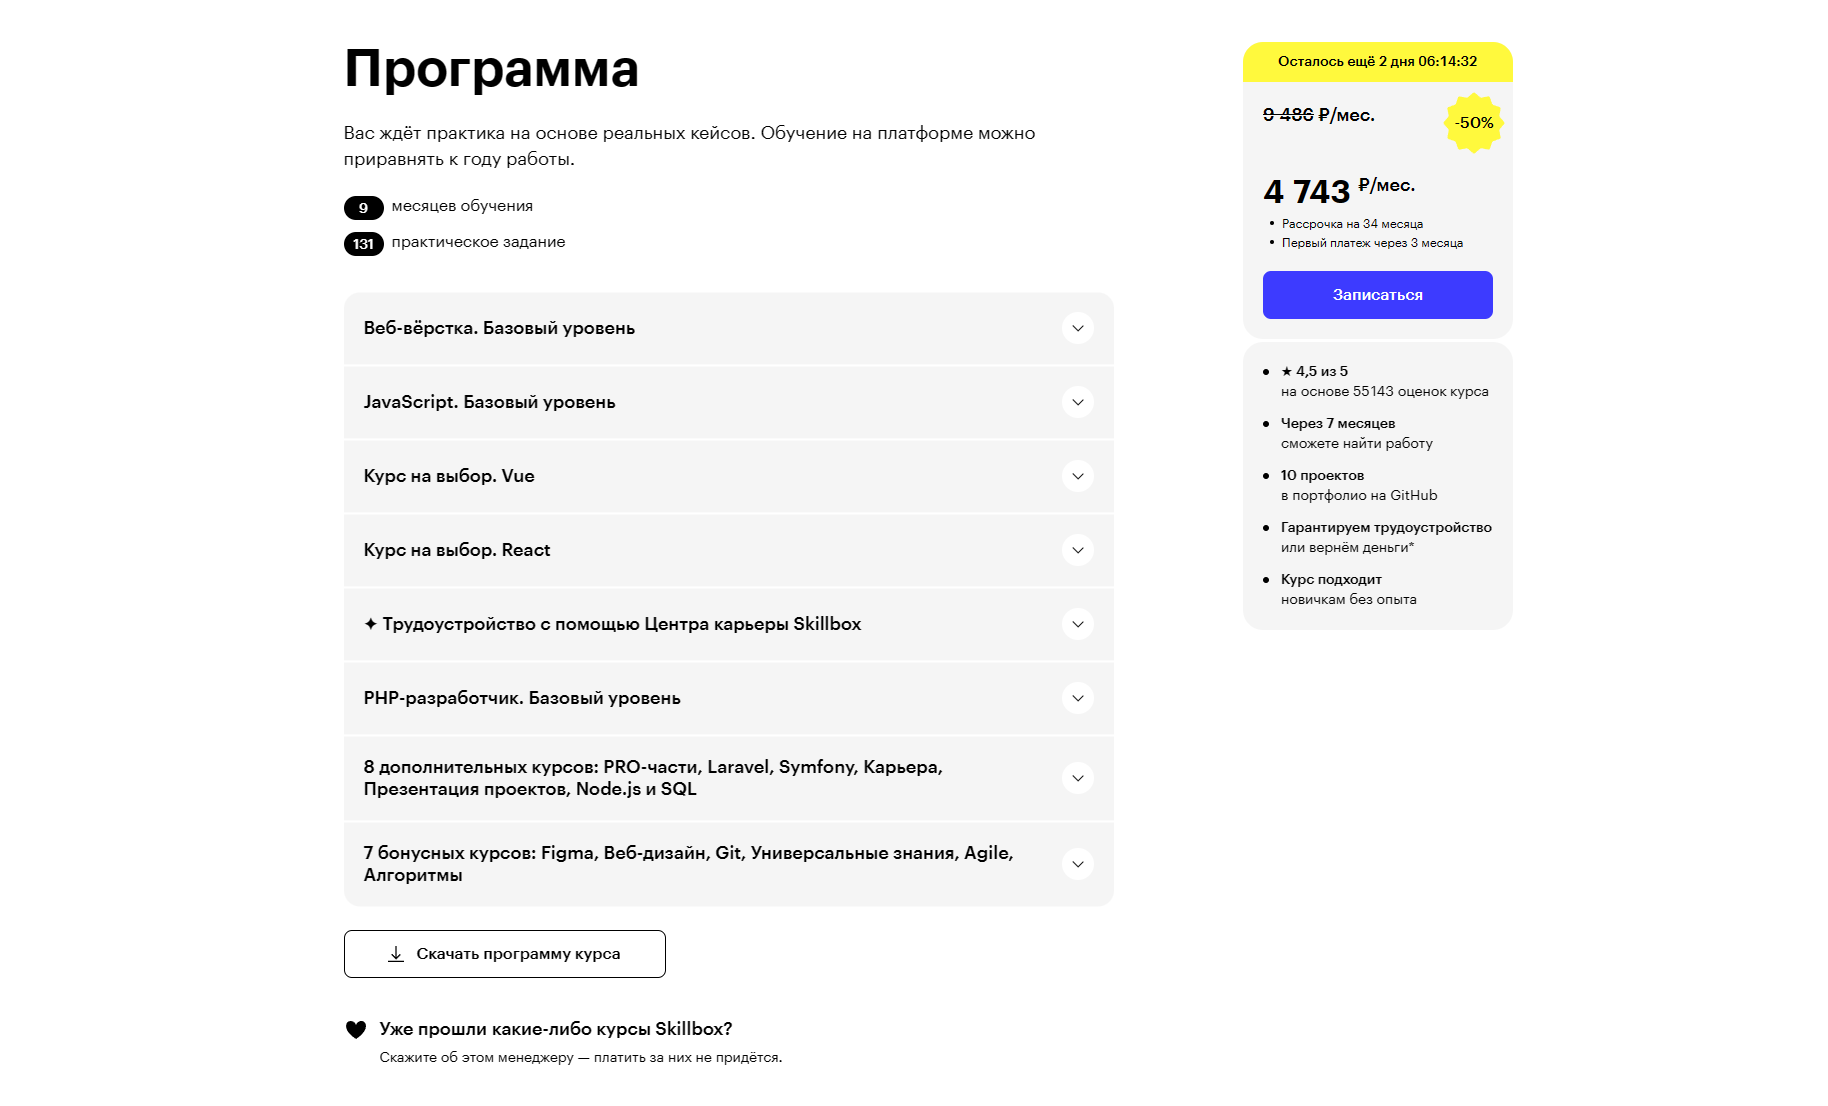 Программа
Вас ждёт практика на основе реальных кейсов. Обучение на платформе можно
приравнять к году работы.
9 месяцев обучения
131 практическое задание
Веб-вёрстка. Базовый уровень
JavaScript. Базовый уровень
Курс на выбор. Vue
Курс на выбор. React
✦ Трудоустройство с помощью Центра карьеры Skillbox
PHP-разработчик. Базовый уровень
8 дополнительных курсов: PRO-части, Laravel, Symfony, Карьера,
Презентация проектов, Node.js и SQL
7 бонусных курсов: Figma, Веб-дизайн, Git, Универсальные знания, Agile,
Алгоритмы
Скачать программу курса
Уже прошли какие-либо курсы Skillbox?
Скажите об этом менеджеру — платить за них не придётся.
Осталось ещё 2 дня 06:14:32
9 486 ₽/мес.
-50%
4 743 ₽/мес.
• Рассрочка на 34 месяца
• Первый платеж через 3 месяца
Записаться
• ★ 4,5 из 5
на основе 55143 оценок курса
• Через 7 месяцев
сможете найти работу
• 10 проектов
в портфолио на GitHub
• Гарантируем трудоустройство
или вернём деньги*
• Курс подходит
новичкам без опыта